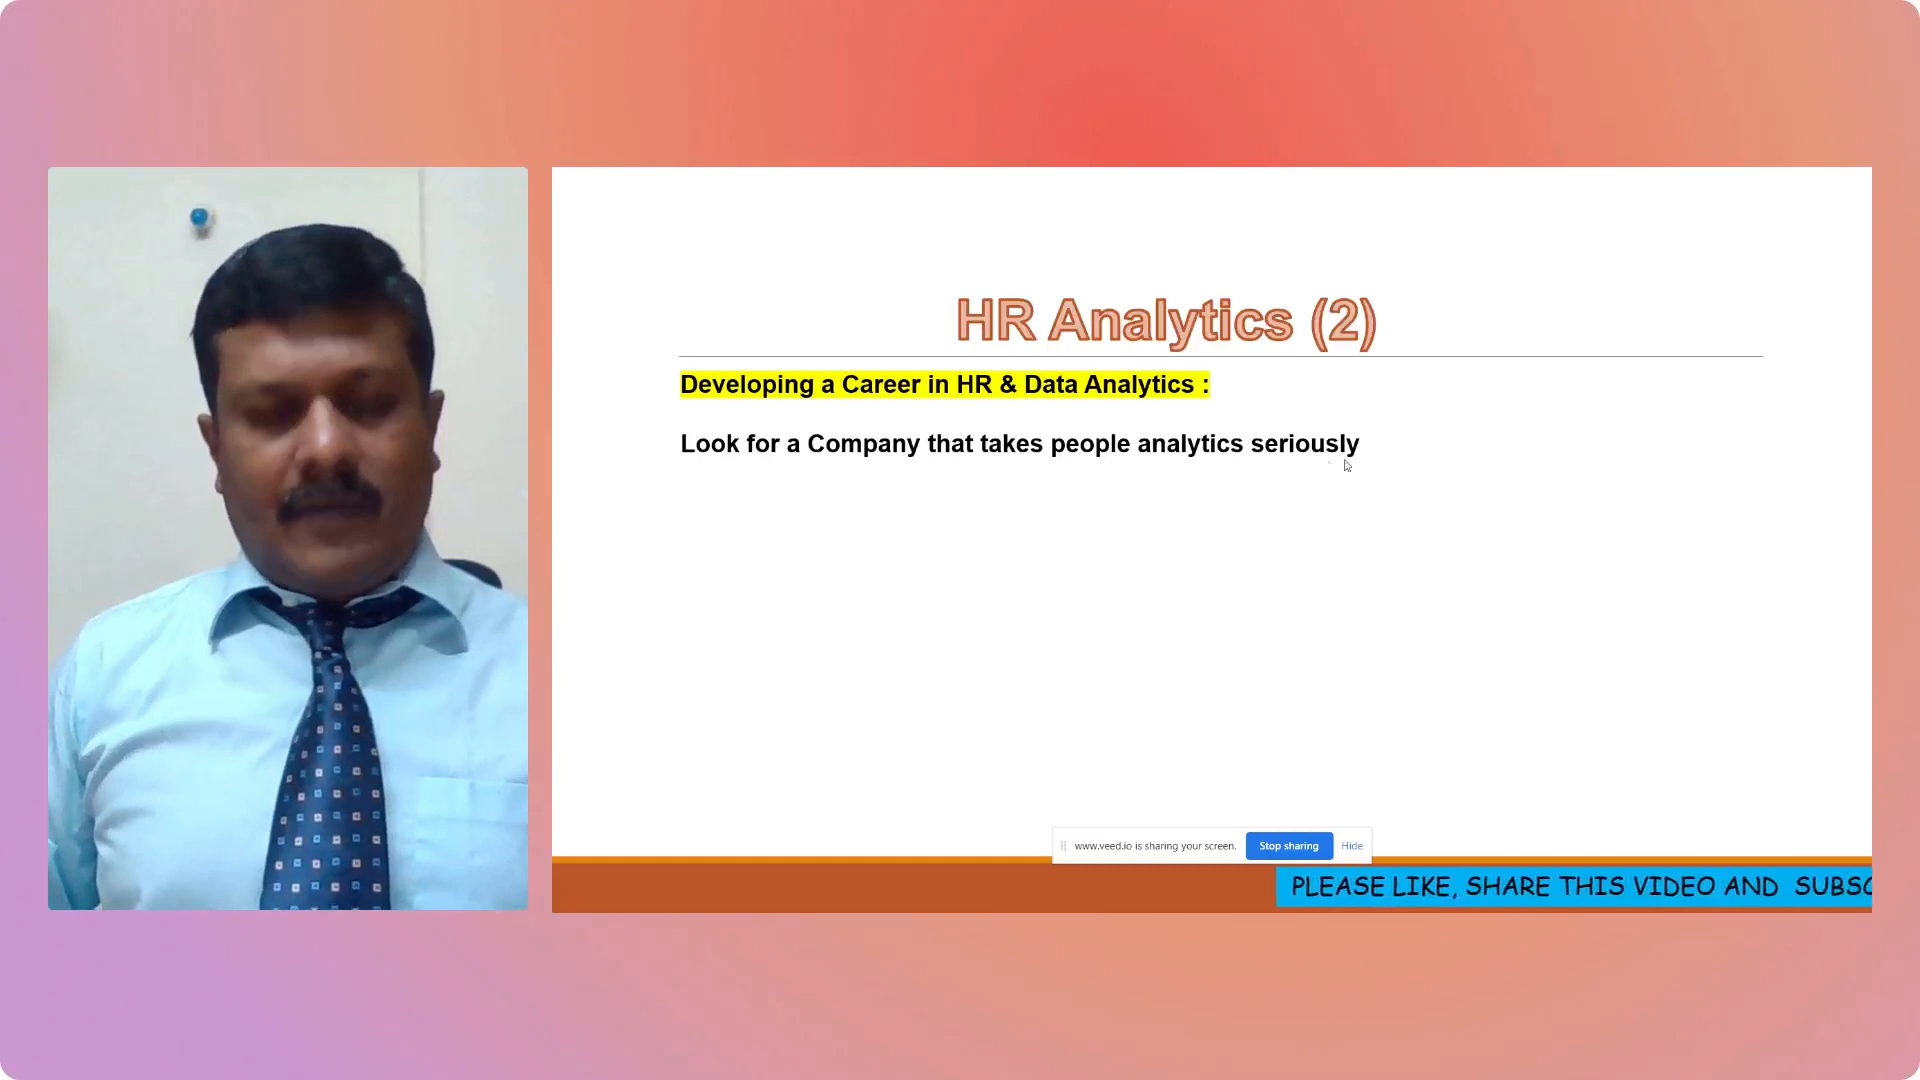 HR Analytics (2)
Developing a Career in HR & Data Analytics :
Look for a Company that takes people analytics seriously
www.veed.io is sharing your screen. Stop sharing Hide
PLEASE LIKE, SHARE THIS VIDEO AND SUBSC